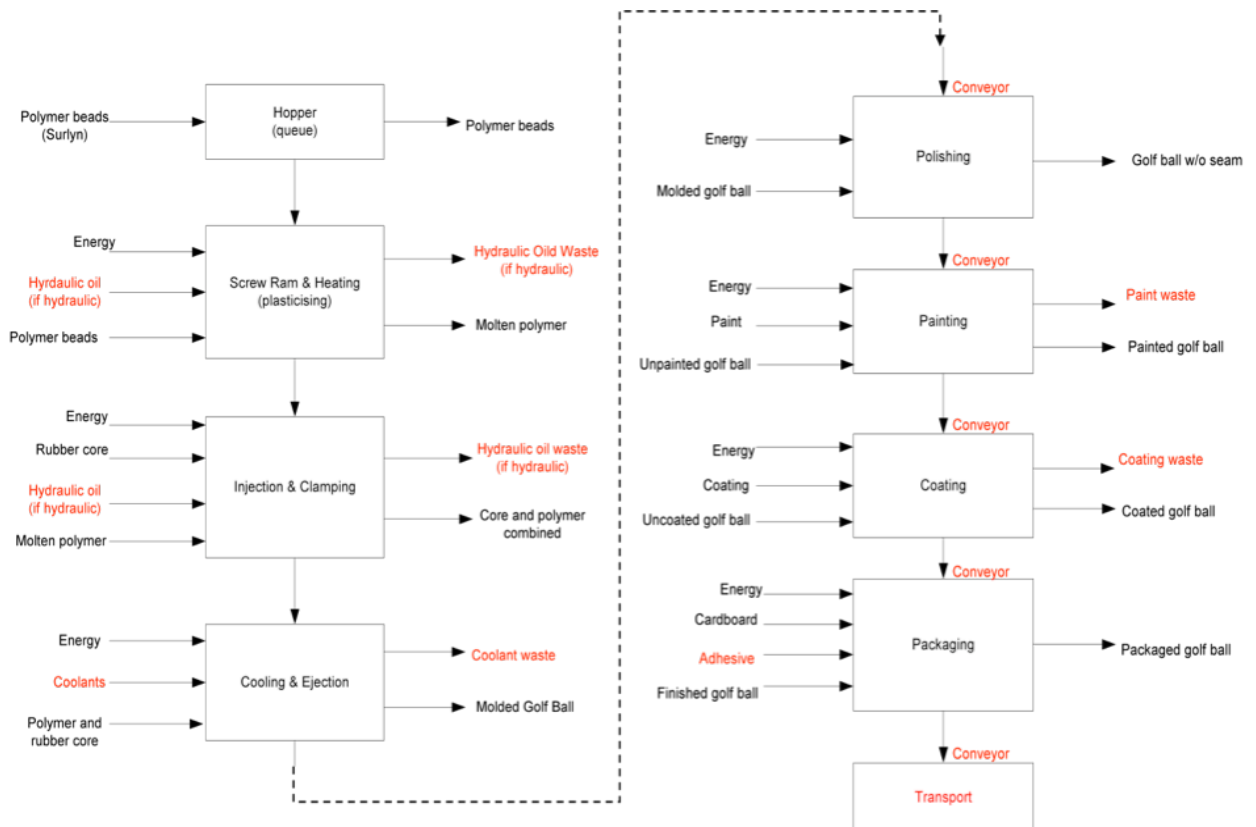 Polymer beads
(Surlyn)
Hopper
(queue)
Polymer beads
Energy
Hyrdaulic oil
(if hydraulic)
Polymer beads
Screw Ram & Heating
(plasticising)
Hydraulic Oild Waste
(if hydraulic)
Molten polymer
Energy
Rubber core
Hydraulic oil
(if hydraulic)
Molten polymer
Injection & Clamping
Hydraulic oil waste
(if hydraulic)
Core and polymer
combined
Energy
Coolants
Polymer and
rubber core
Cooling & Ejection
Coolant waste
Molded Golf Ball
Conveyor
Energy
Molded golf ball
Polishing
Golf ball w/o seam
Conveyor
Energy
Paint
Unpainted golf ball
Painting
Paint waste
Painted golf ball
Conveyor
Energy
Coating
Uncoated golf ball
Coating
Coating waste
Coated golf ball
Conveyor
Energy
Cardboard
Adhesive
Finished golf ball
Packaging
Packaged golf ball
Conveyor
Transport